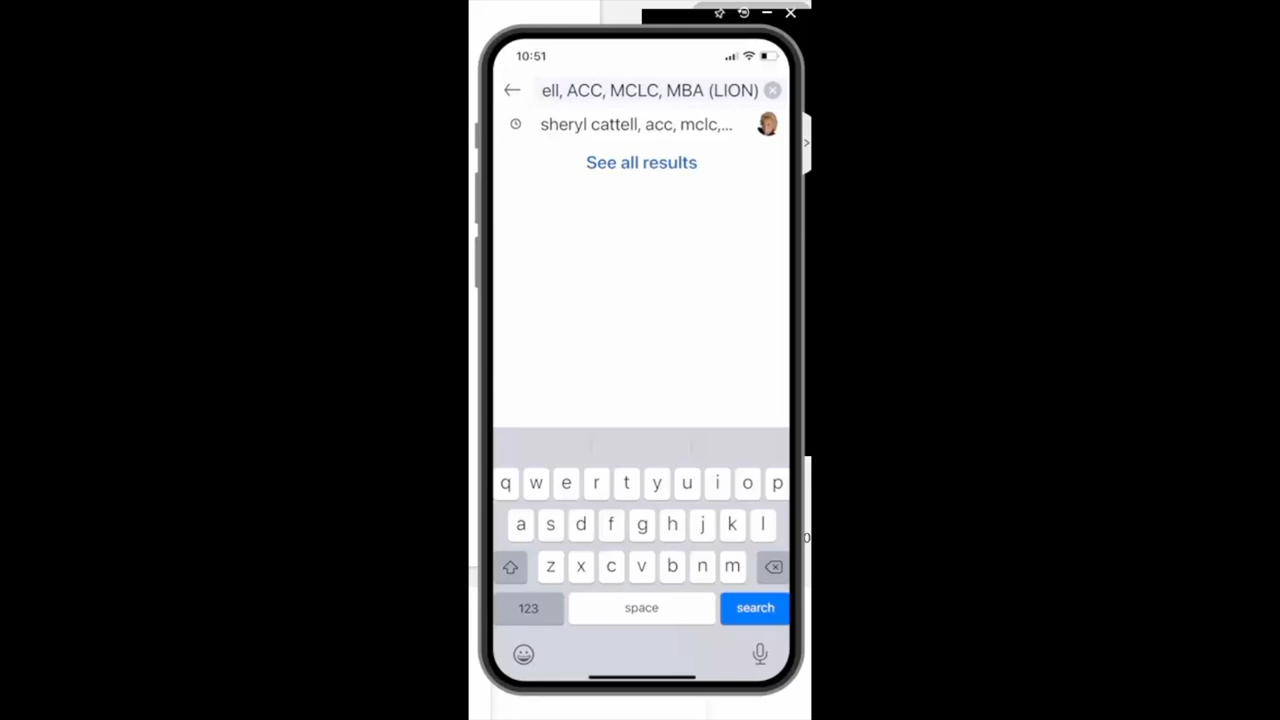 10:51
ell, ACC, MCLC, MBA (LION)
sheryl cattell, acc, mclc,...
See all results
q w e r t y u i o p
a s d f g h j k l
z x c v b n m
123 space search